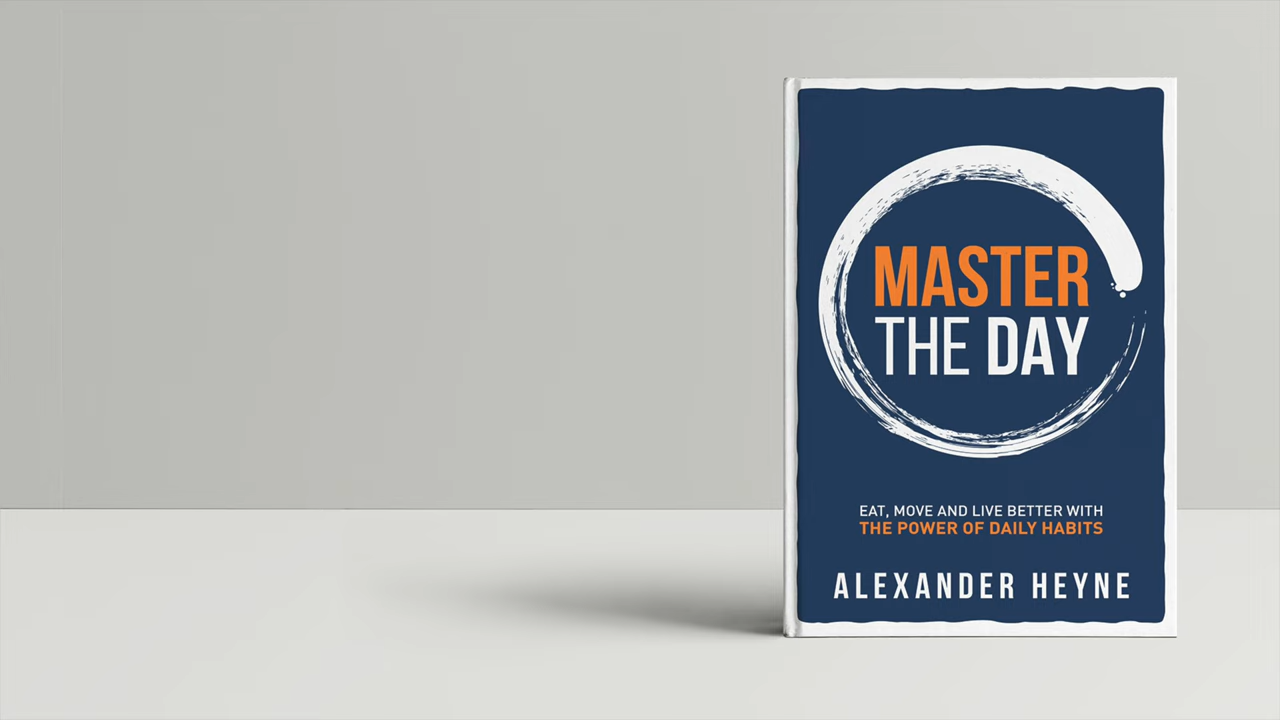 MASTER
THE DAY
EAT, MOVE AND LIVE BETTER WITH
THE POWER OF DAILY HABITS
ALEXANDER HEYNE